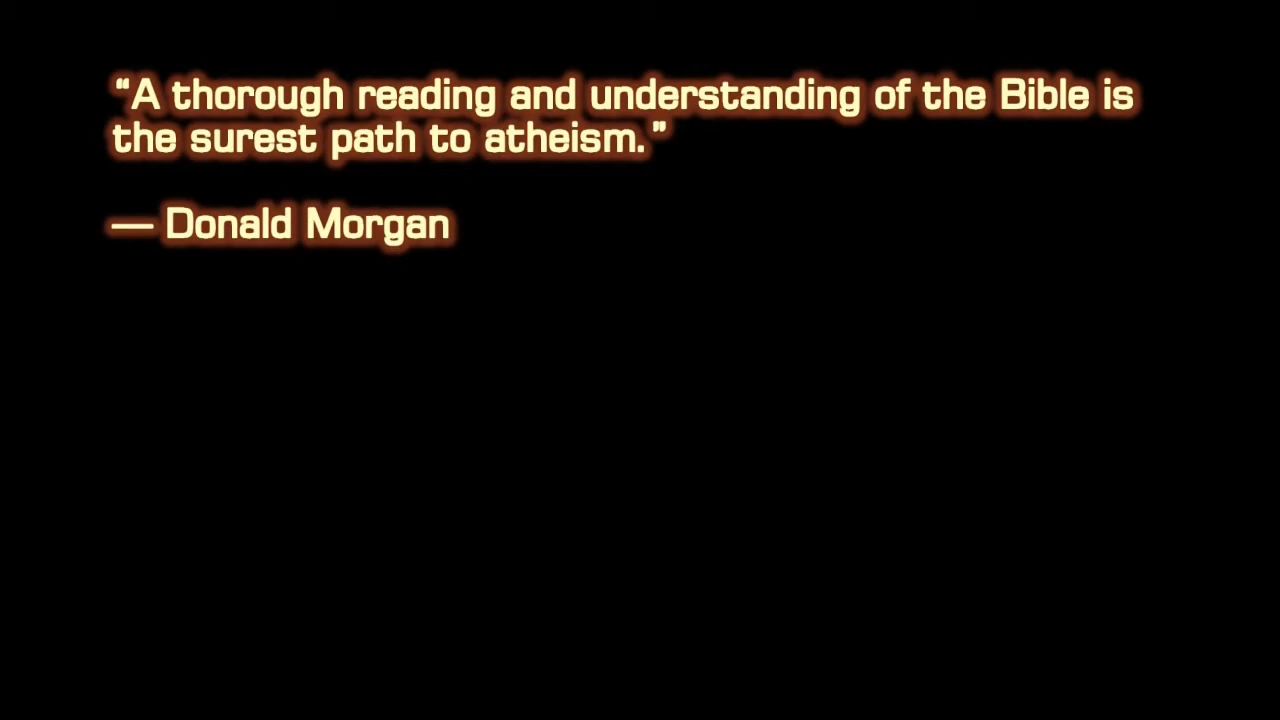 “A thorough reading and understanding of the Bible is
the surest path to atheism.”
— Donald Morgan